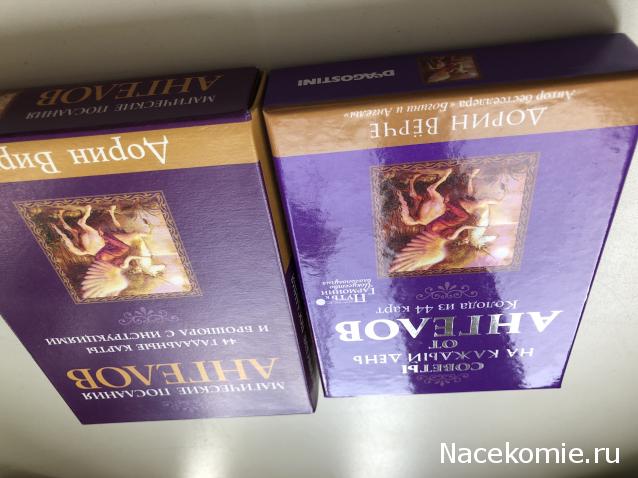 СОВЕТЫ
НА КАЖДЫЙ ДЕНЬ
ОТ
АНГЕЛОВ
Колода из 44 карт
ПУТЬ К
ГАРМОНИИ
Искусство
ДОРИН ВЁРЧЕ
Автор бестселлера «Богини и Ангелы»
DeAGOSTINI
МАГИЧЕСКИЕ ПОСЛАНИЯ
АНГЕЛОВ
44 ГАДАЛЬНЫЕ КАРТЫ
И БРОШЮРА С ИНСТРУКЦИЯМИ
Дорин Вир
МАГИЧЕСКИЕ ПОСЛАНИЯ
АНГЕЛОВ
Nacekomie.ru